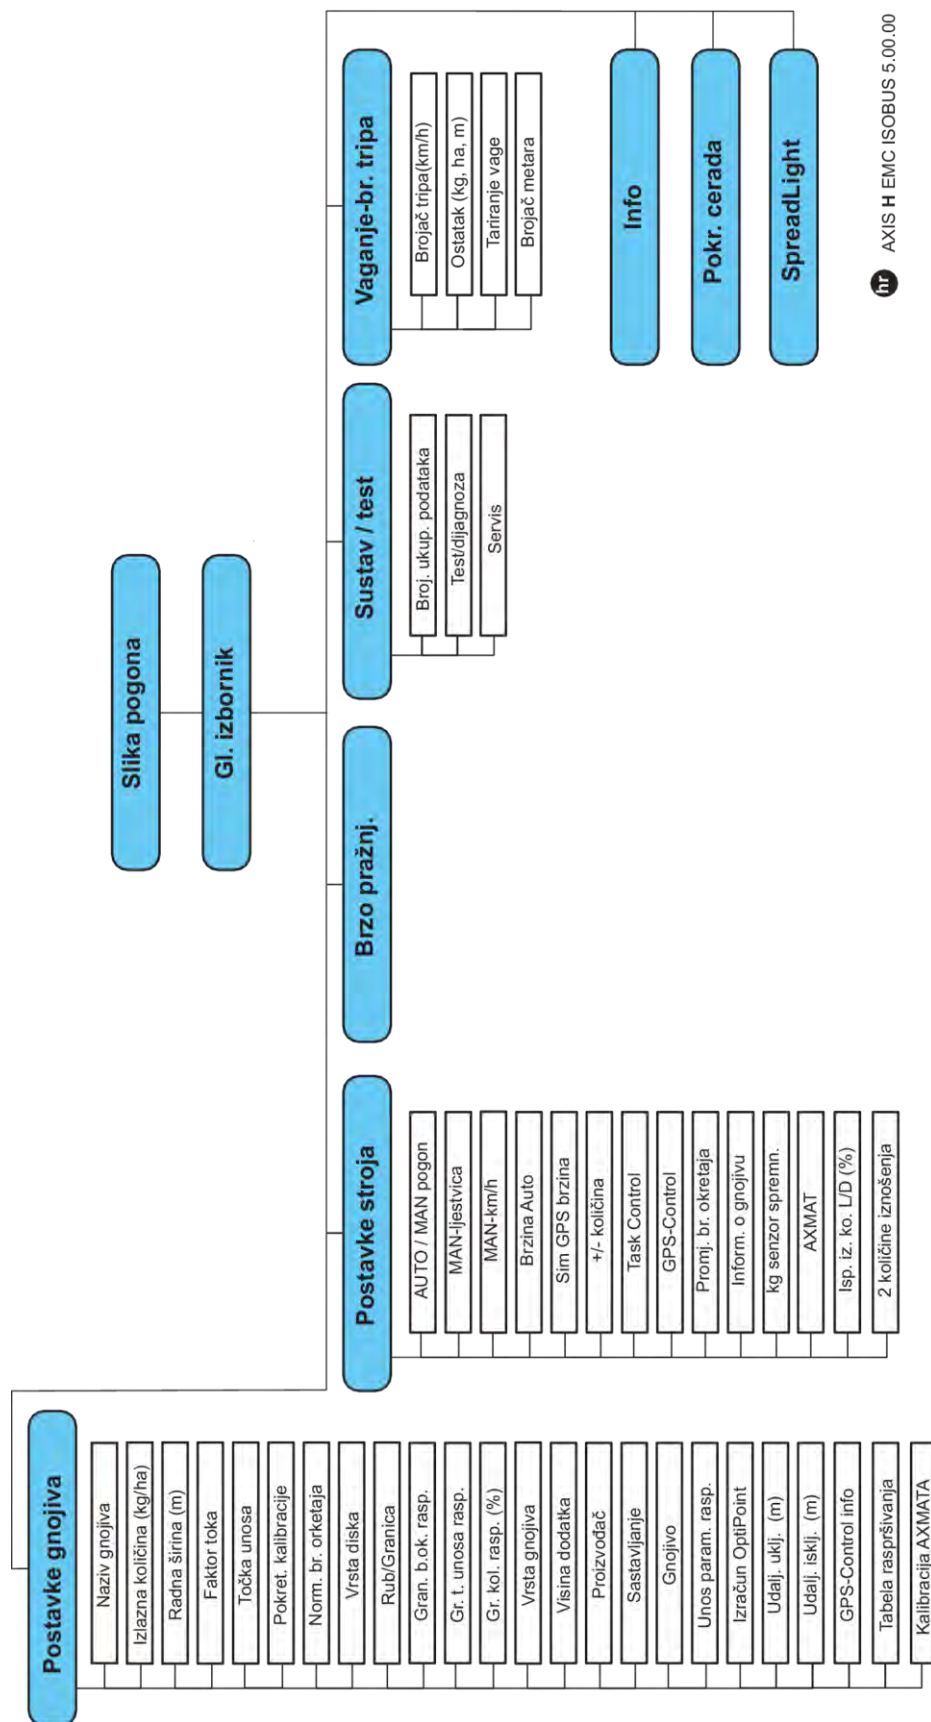 Slika pogona
Gl. izbornik
Postavke gnojiva
Naziv gnojiva
Izlazna količina (kg/ha)
Radna širina (m)
Faktor toka
Točka unosa
Pokret. kalibracije
Norm. br. orketaja
Vrsta diska
Rub/Granica
Gran. b.ok. rasp.
Gr. t. unosa rasp.
Gr. kol. rasp. (%)
Vrsta gnojiva
Visina dodatka
Proizvođač
Sastavljanje
Gnojivo
Unos param. rasp.
Izračun OptiPoint
Udalj. uklj. (m)
Udalj. isklj. (m)
GPS-Control info
Tabela raspršivanja
Kalibracija AXMATA
Postavke stroja
AUTO / MAN pogon
MAN-ljestvica
MAN-km/h
Brzina Auto
Sim GPS brzina
+/- količina
Task Control
GPS-Control
Promj. br. okretaja
Inform. o gnojivu
kg senzor spremn.
AXMAT
Isp. iz. ko. L/D (%)
2 količine iznošenja
Brzo pražnj.
Sustav / test
Broj. ukup. podataka
Test/dijagnoza
Servis
Vaganje-br. tripa
Brojač tripa(km/h)
Ostatak (kg, ha, m)
Tariranje vage
Brojač metara
Info
Pokr. cerada
SpreadLight
hr AXIS H EMC ISOBUS 5.00.00